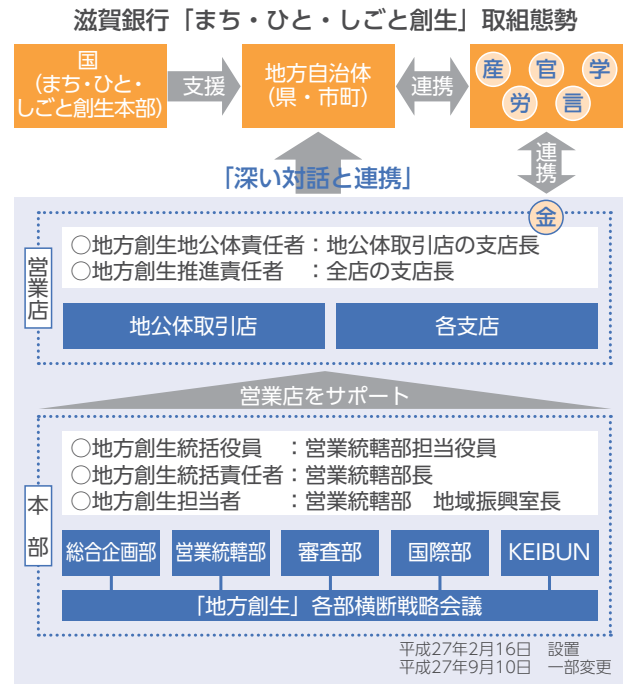 滋賀銀行「まち・ひと・しごと創生」取組態勢
国
(まち・ひと・
しごと創生本部)
支援
地方自治体
(県・市町)
連携
産 官 学
労 言
連携
「深い対話と連携」
金
営業店
○地方創生地公体責任者：地公体取引店の支店長
○地方創生推進責任者　：全店の支店長
地公体取引店
各支店
営業店をサポート
本部
○地方創生統括役員　：営業統轄部担当役員
○地方創生統括責任者：営業統轄部長
○地方創生担当者　　：営業統轄部　地域振興室長
総合企画部
営業統轄部
審査部
国際部
KEIBUN
「地方創生」各部横断戦略会議
平成27年2月16日　設置
平成27年9月10日　一部変更